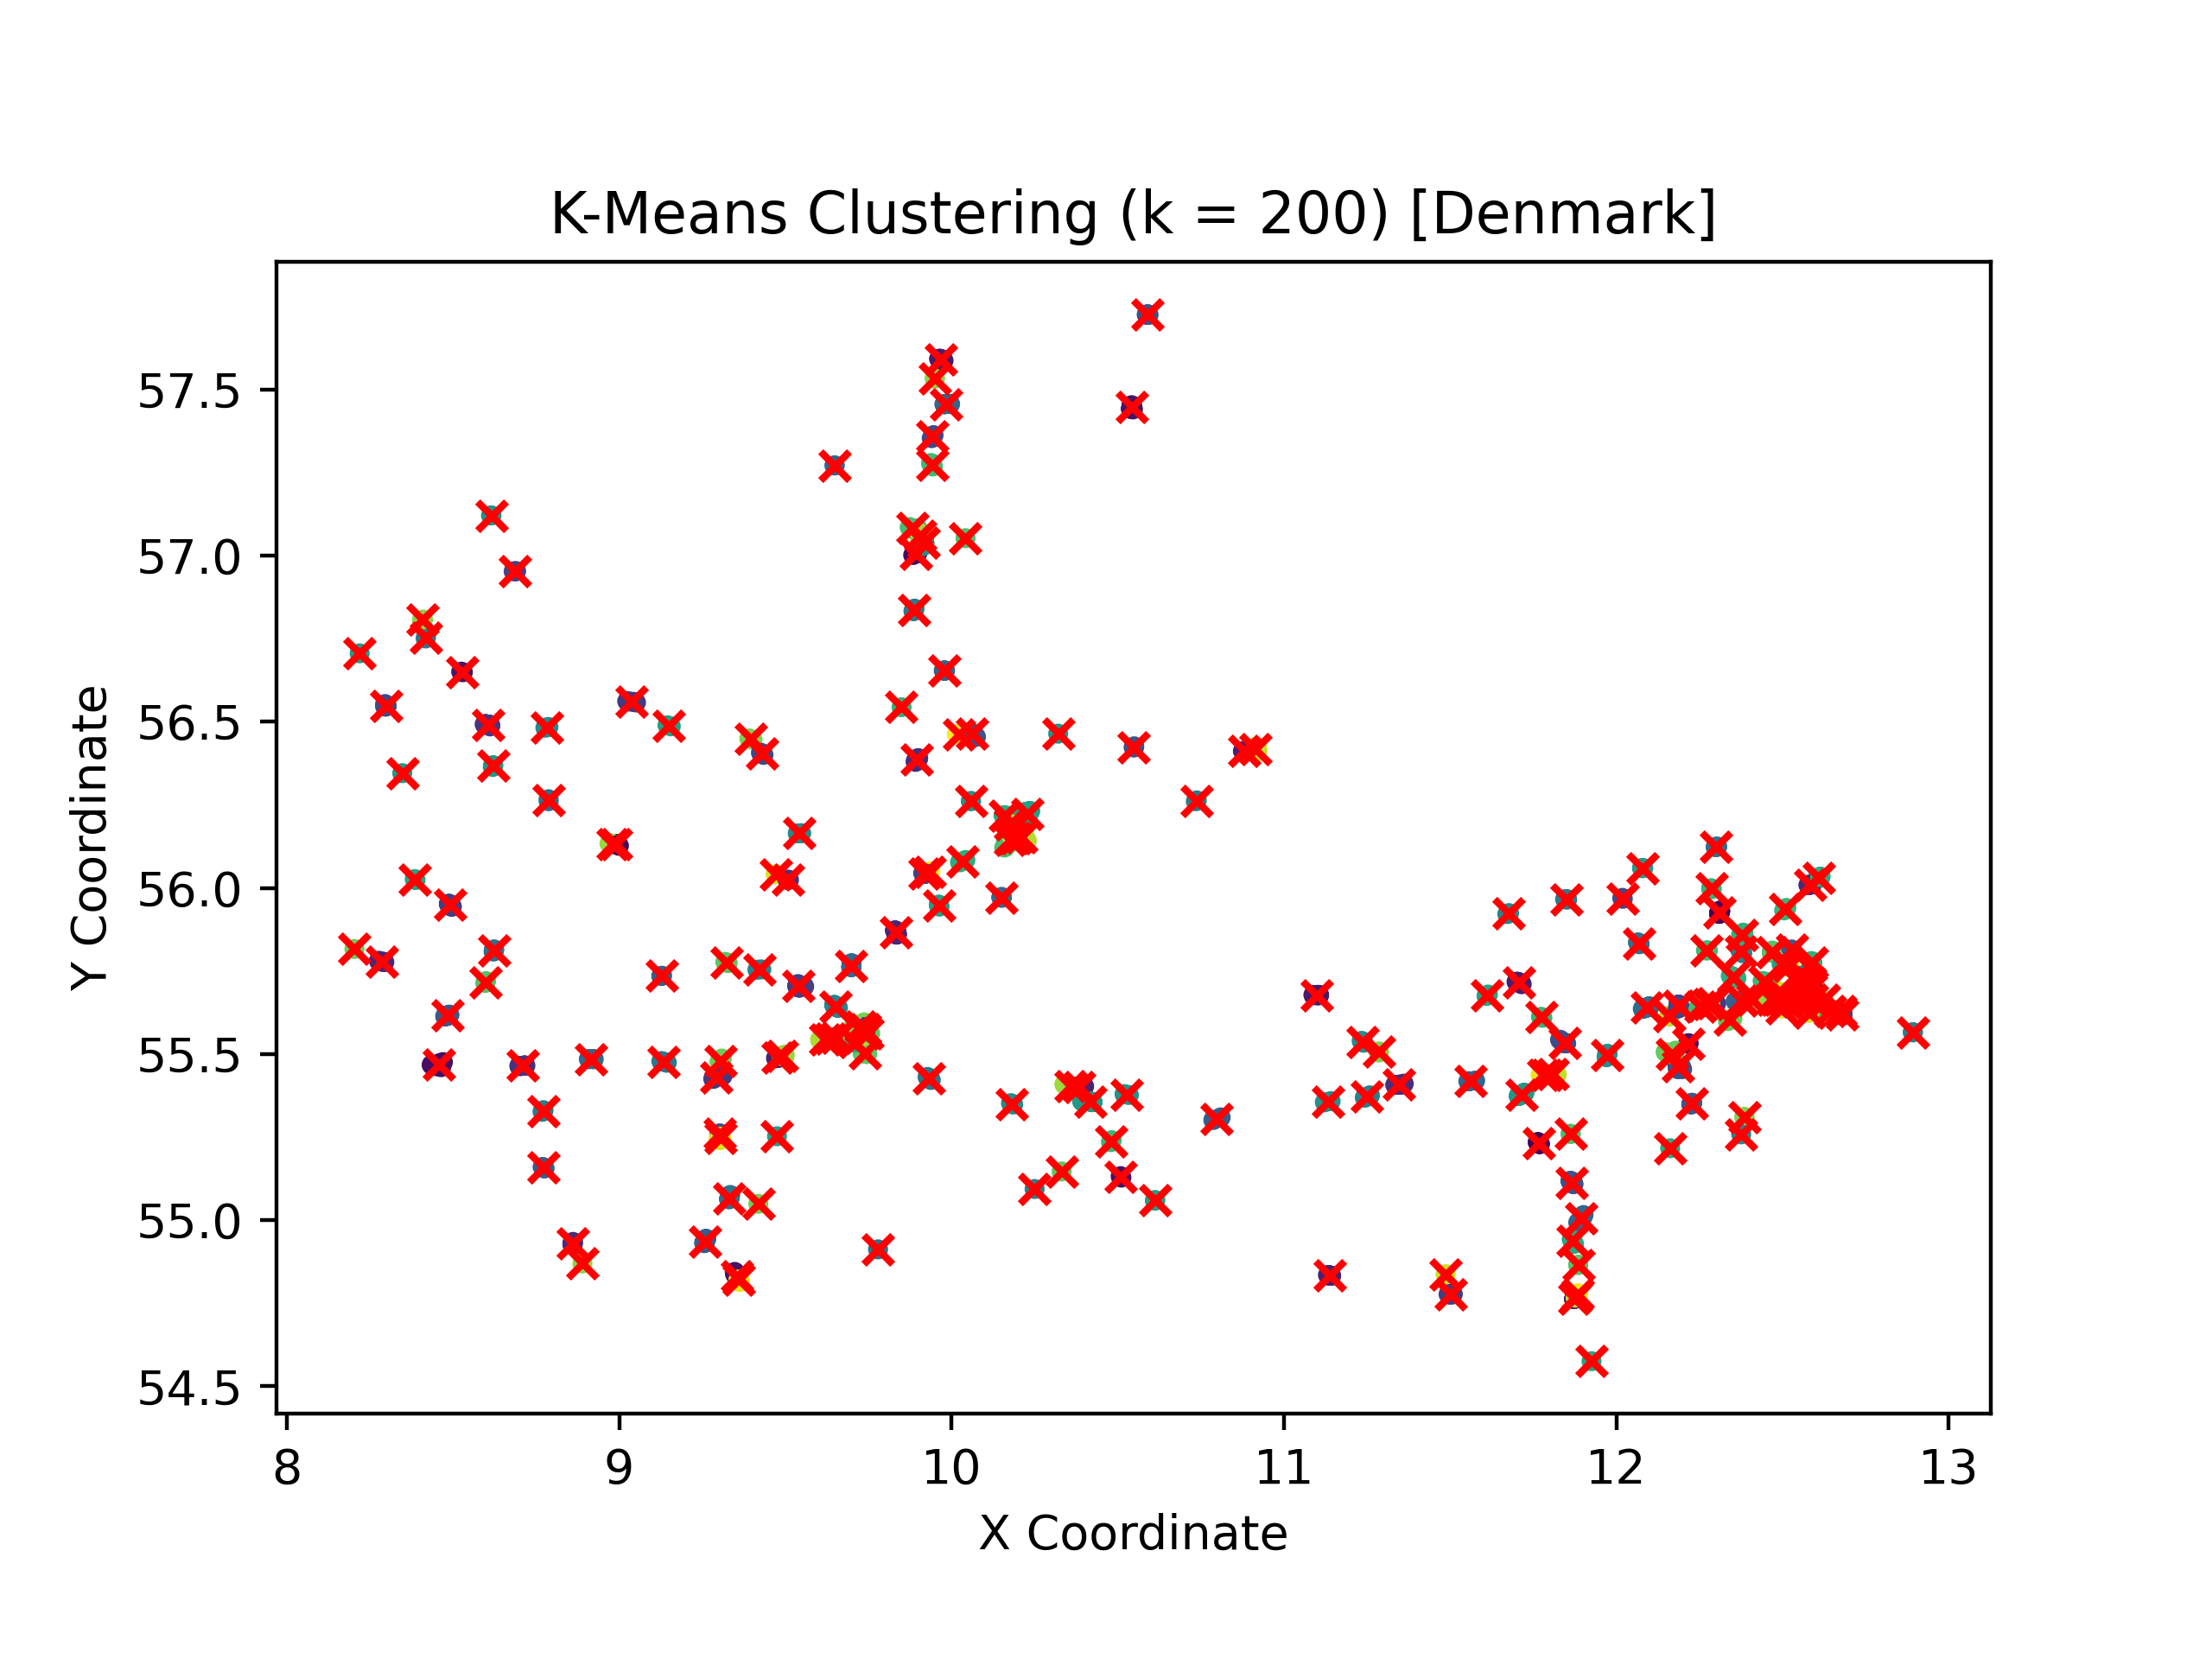 K-Means Clustering (k = 200) [Denmark]
57.5
57.0
56.5
56.0
55.5
55.0
54.5
Y Coordinate
8 9 10 11 12 13
X Coordinate